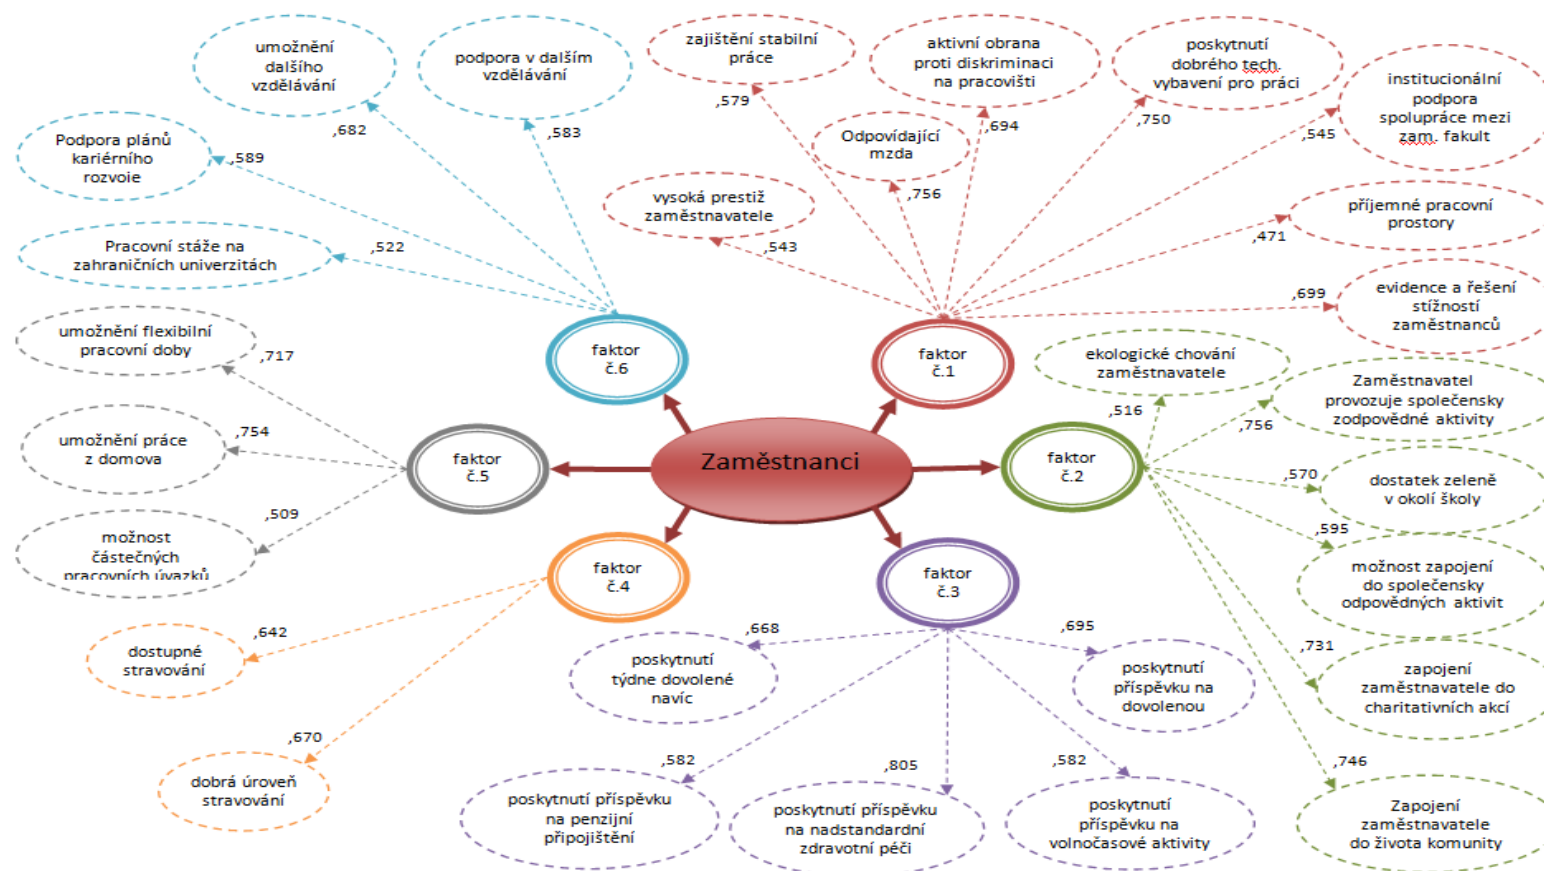 umožnění
dalšího
vzdělávání
,682
podpora v dalším
vzdělávání
,583
Podpora plánů
kariérního
rozvoie
,589
Pracovní stáže na
zahraničních univerzitách
,522
zajištění stabilní
práce
,579
aktivní obrana
proti diskriminaci
na pracovišti
,694
poskytnutí
dobrého tech.
vybavení pro práci
,750
institucionální
podpora
spolupráce mezi
zam. fakult
,545
Odpovídající
mzda
,756
vysoká prestiž
zaměstnavatele
,543
příjemné pracovní
prostory
,471
evidence a řešení
stížností
zaměstnanců
,699
umožnění flexibilní
pracovní doby
,717
umožnění práce
z domova
,754
možnost
částečných
pracovních úvazků
,509
faktor
č.6
faktor
č.1
faktor
č.5
Zaměstnanci
faktor
č.2
faktor
č.4
faktor
č.3
ekologické chování
zaměstnavatele
,516
Zaměstnavatel
provozuje společensky
zodpovědné aktivity
,756
dostatek zeleně
v okolí školy
,570
možnost zapojení
do společensky
odpovědných aktivit
,595
zapojení
zaměstnavatele do
charitativních akcí
,731
Zapojení
zaměstnavatele
do života komunity
,746
dostupné
stravování
,642
dobrá úroveň
stravování
,670
poskytnutí
týdne dovolené
navíc
,668
poskytnutí
příspěvku na
dovolenou
,695
poskytnutí příspěvku
na penzijní
připojištění
,582
poskytnutí příspěvku
na nadstandardní
zdravotní péči
,805
poskytnutí
příspěvku na
volnočasové aktivity
,582